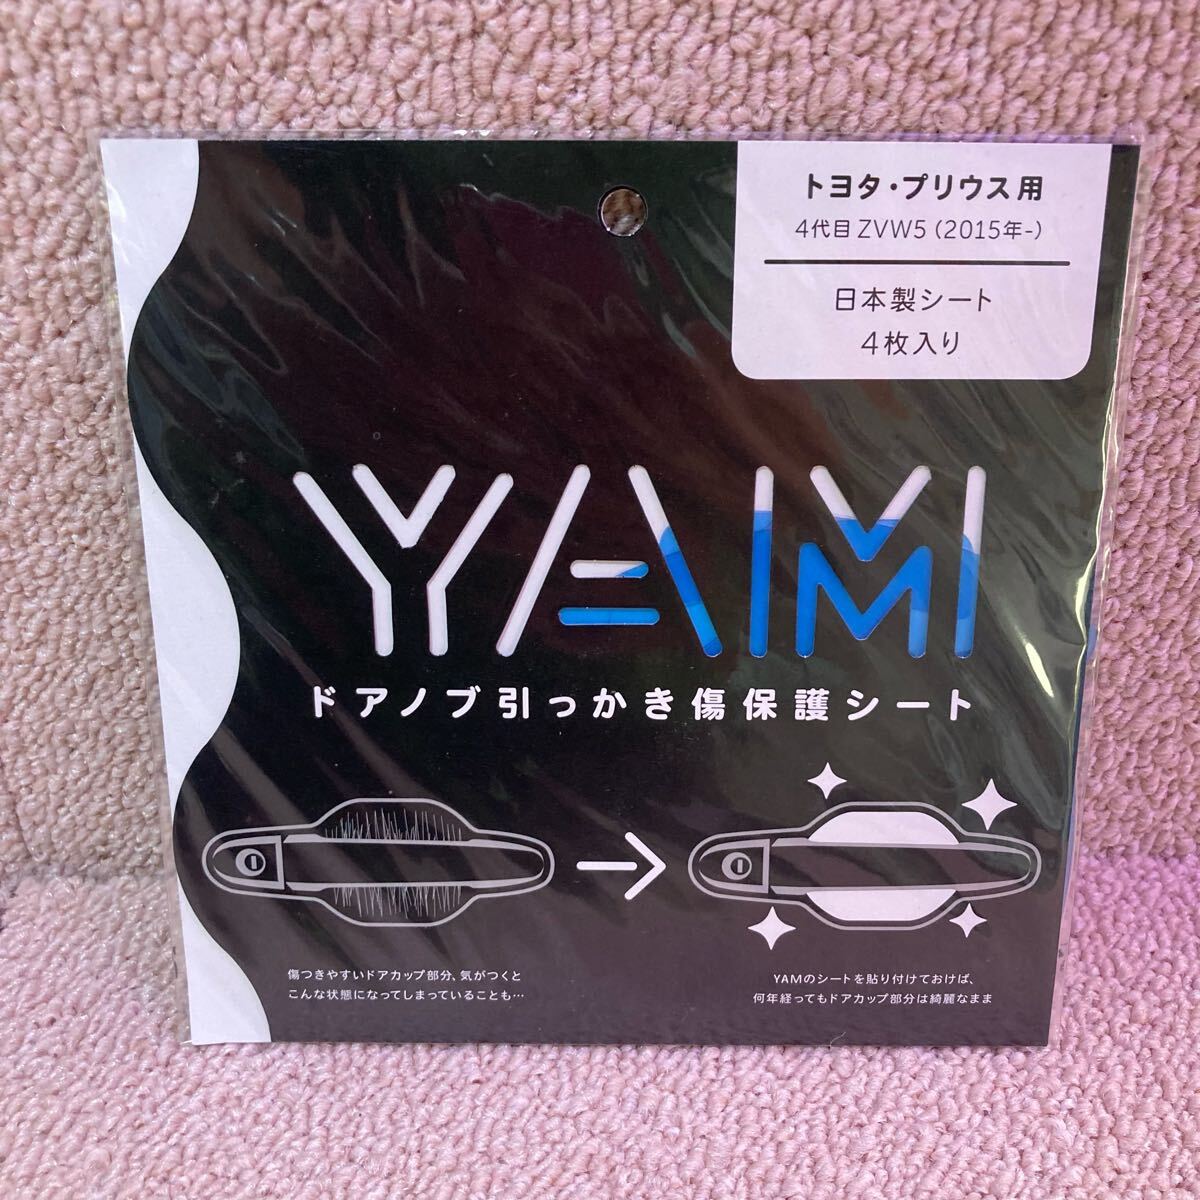 トヨタ・プリウス用
4代目 ZVW5 (2015年-)
日本製シート
4枚入り
YAM
ドアノブ引っかき傷保護シート
傷つきやすいドアカップ部分、気がつくと
こんな状態になってしまっていることも…
YAMのシートを貼り付けておけば、
何年経ってもドアカップ部分は綺麗なまま